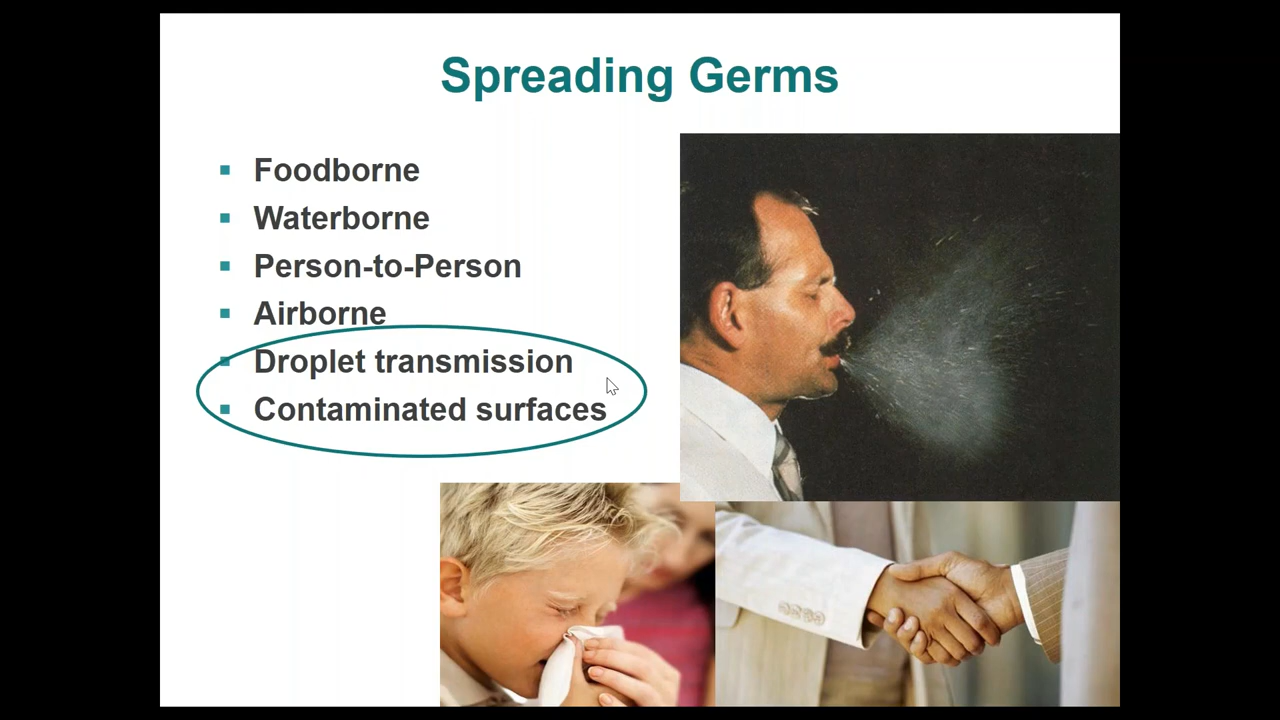 Spreading Germs
Foodborne
Waterborne
Person-to-Person
Airborne
Droplet transmission
Contaminated surfaces